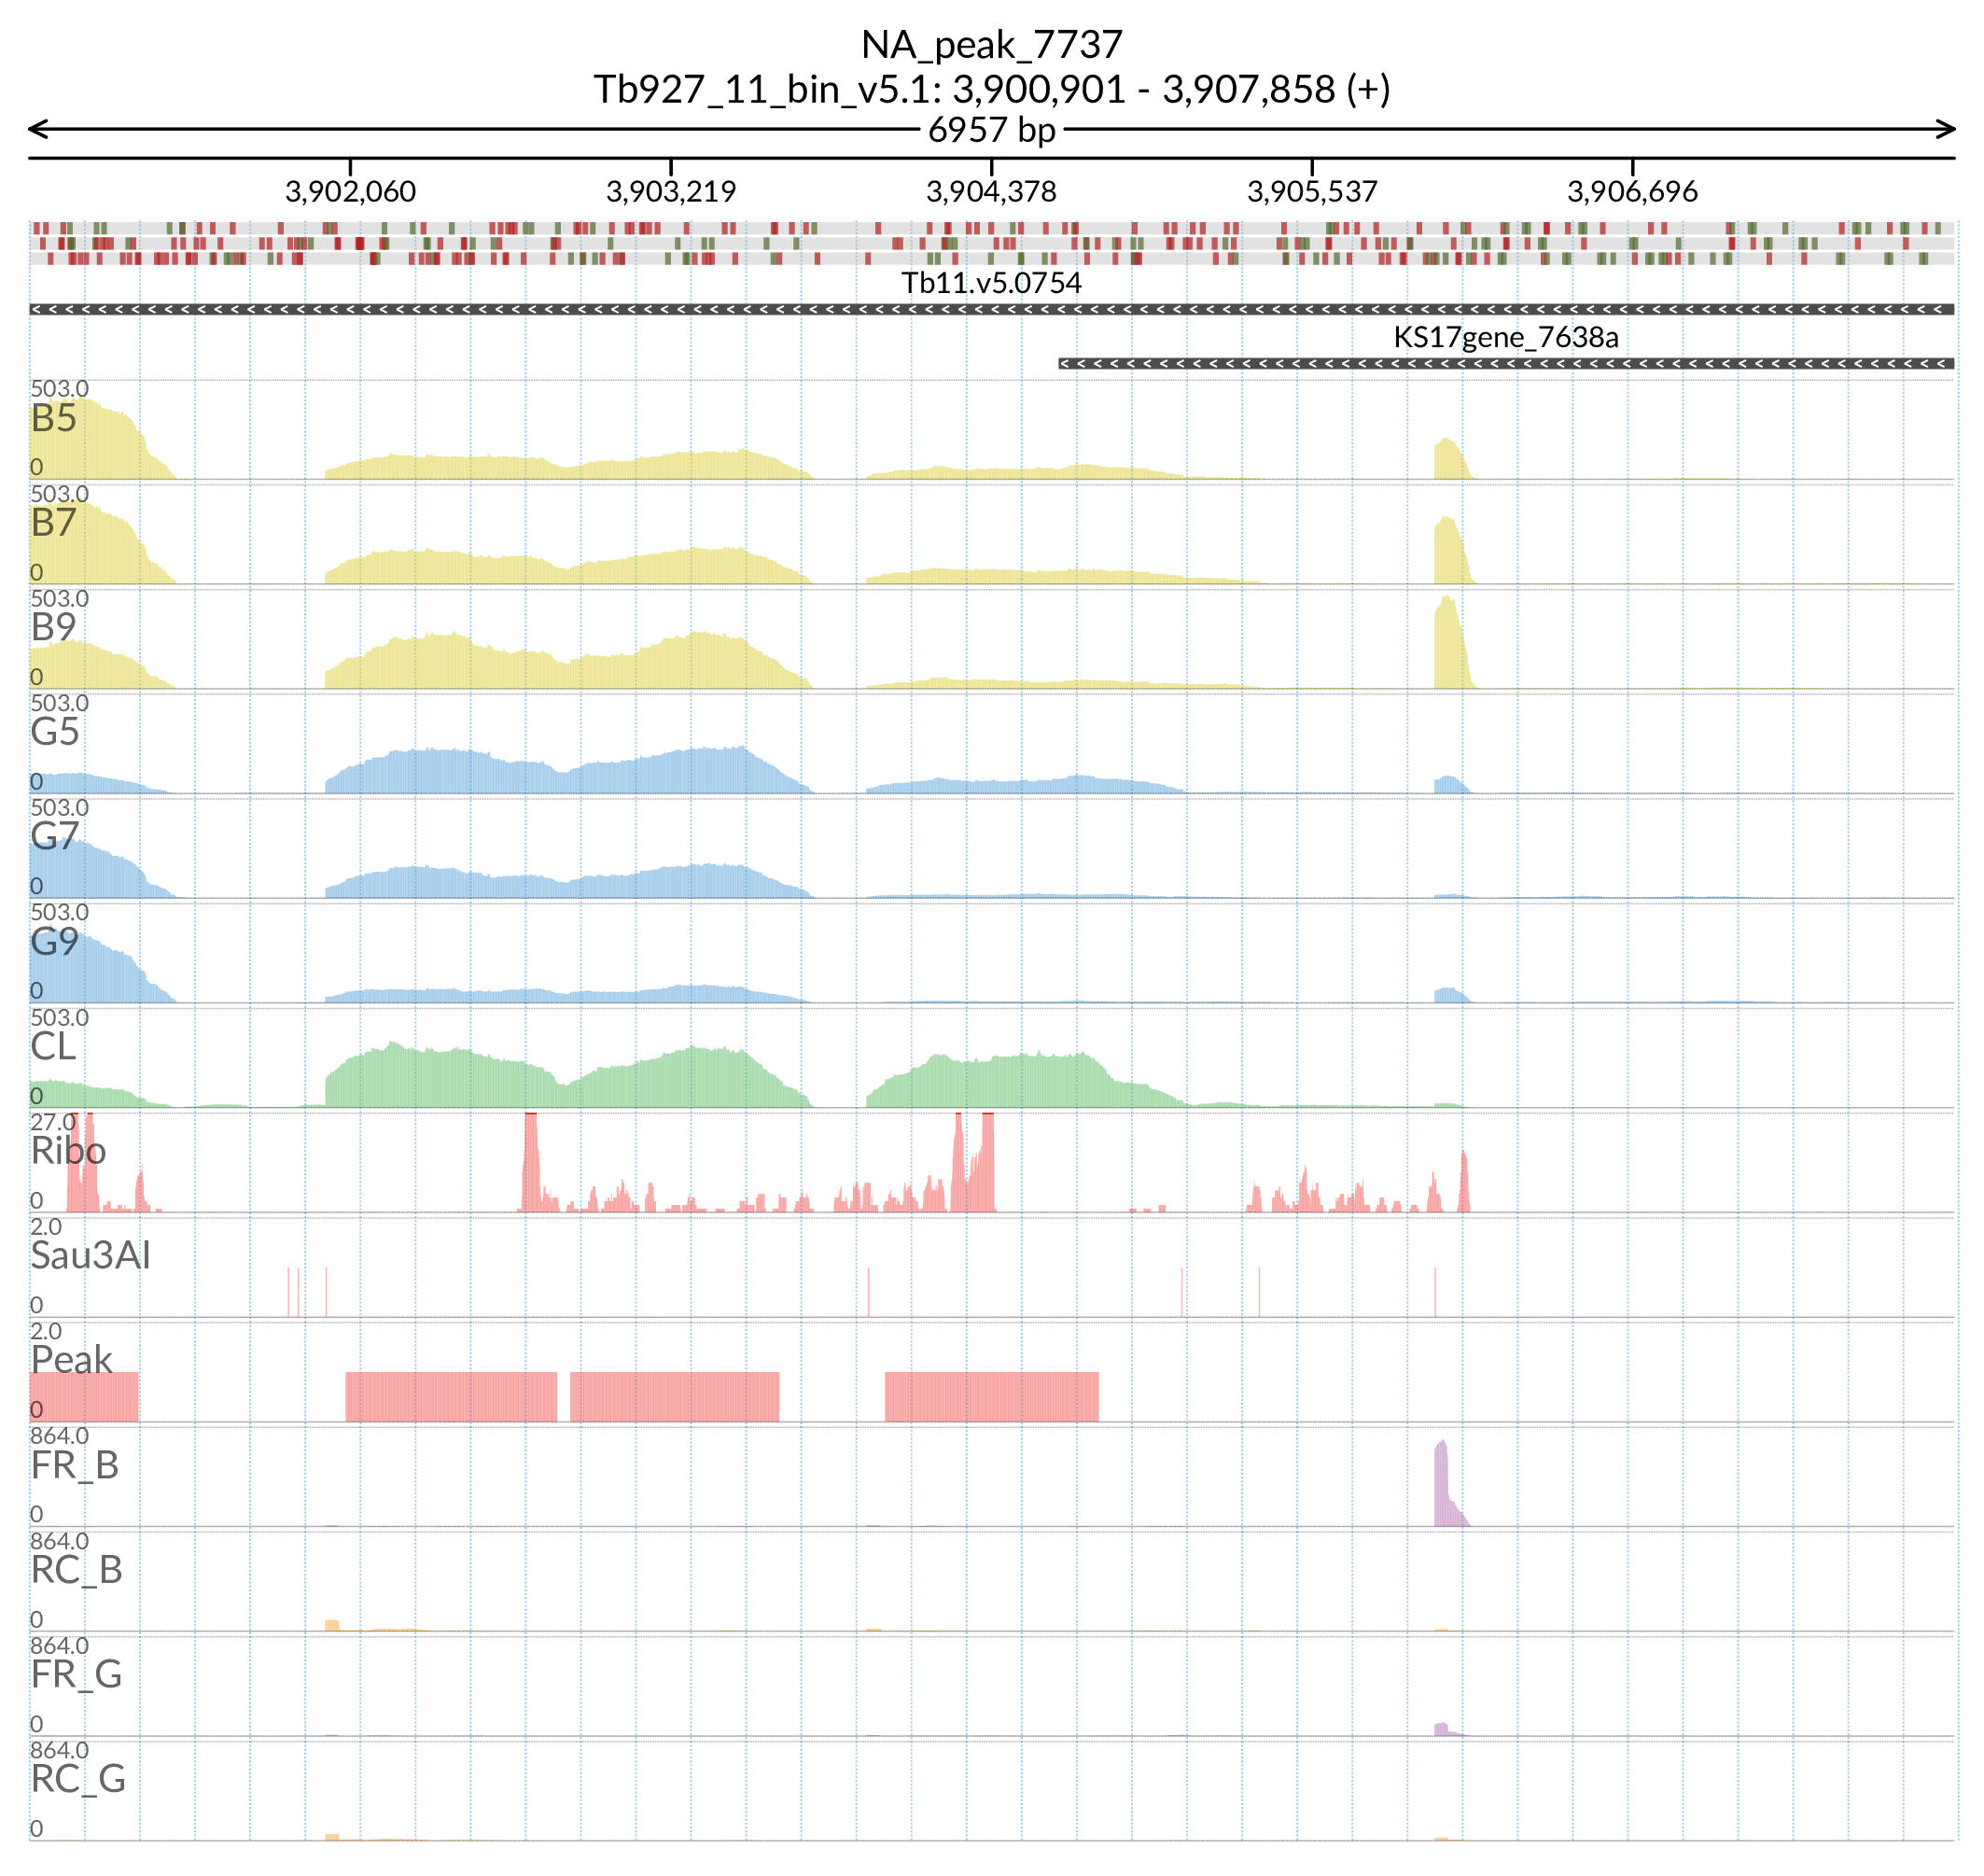 NA_peak_7737
Tb927_11_bin_v5.1: 3,900,901 - 3,907,858 (+)
6957 bp
3,902,060 3,903,219 3,904,378 3,905,537 3,906,696
Tb11.v5.0754
KS17gene_7638a
503.0
B5
0
503.0
B7
0
503.0
B9
0
503.0
G5
0
503.0
G7
0
503.0
G9
0
503.0
CL
0
27.0
Ribo
0
2.0
Sau3AI
0
2.0
Peak
0
864.0
FR_B
0
864.0
RC_B
0
864.0
FR_G
0
864.0
RC_G
0